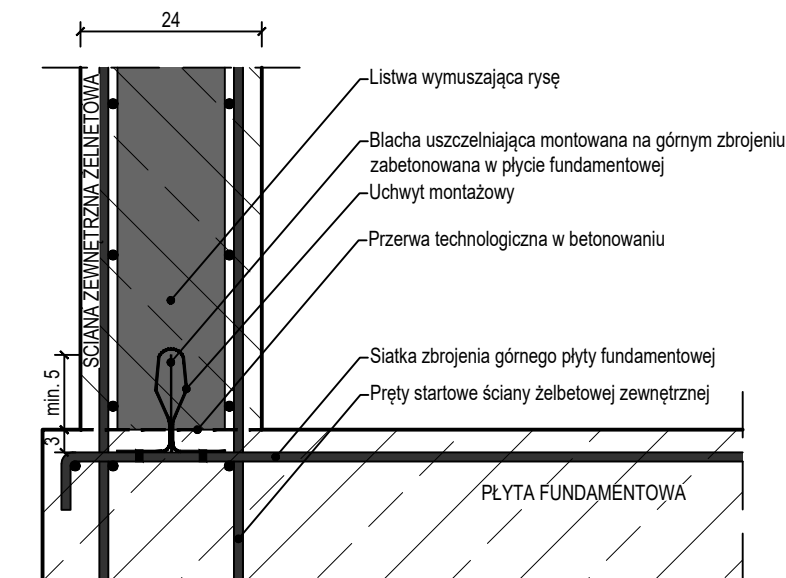 24
Listwa wymuszająca rysę
Blacha uszczelniająca montowana na górnym zbrojeniu
zabetonowana w płycie fundamentowej
Uchwyt montażowy
Przerwa technologiczna w betonowaniu
ŚCIANA ZEWNĘTRZNA ŻELNETOWA
min. 5
3
Siatka zbrojenia górnego płyty fundamentowej
Pręty startowe ściany żelbetowej zewnętrznej
PŁYTA FUNDAMENTOWA